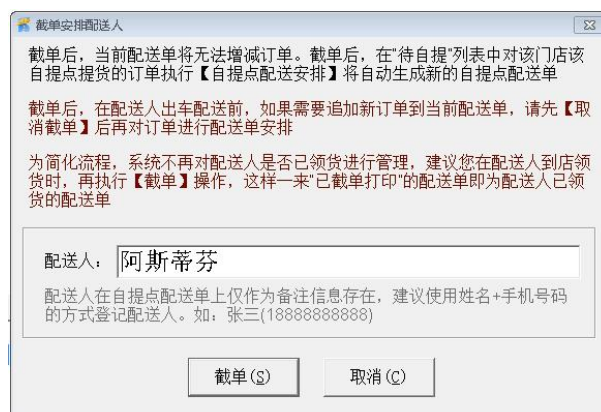 截单安排配送人
截单后，当前配送单将无法增减订单。截单后，在"待自提"列表中对该门店该
自提点提货的订单执行【自提点配送安排】将自动生成新的自提点配送单
截单后，在配送人出车配送前，如果需要追加新订单到当前配送单，请先【取
消截单】后再对订单进行配送单安排
为简化流程，系统不再对配送人是否已领货进行管理，建议您在配送人到店领
货时，再执行【截单】操作，这样一来"已截单打印"的配送单即为配送人已领
货的配送单
配送人： 阿斯蒂芬
配送人在自提点配送单上仅作为备注信息存在，建议使用姓名+手机号码
的方式登记配送人。如：张三(18888888888)
截单(S) 取消(C)